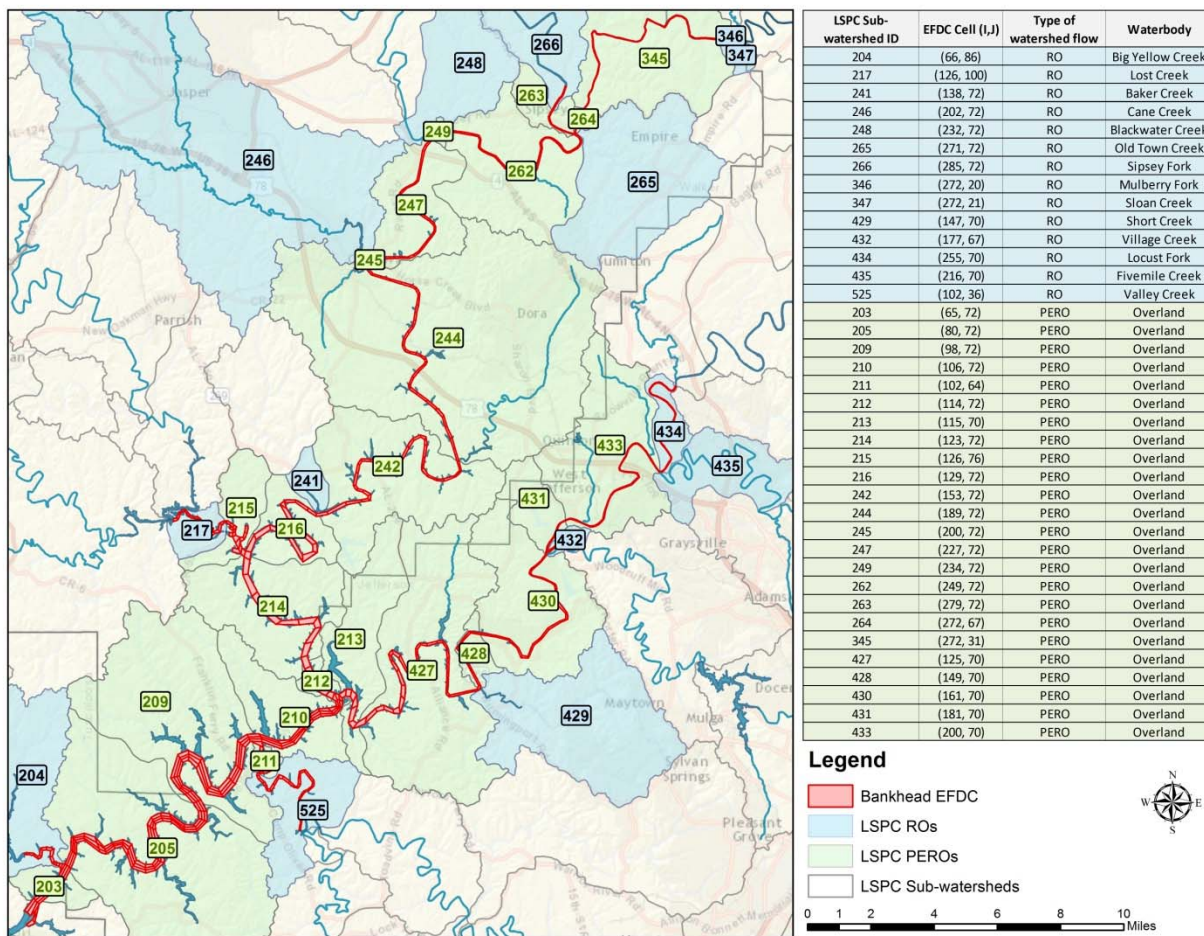 266
346
347
345
248
263
264
249
Jasper
Empire
262
246
265
78
247
245
Sumiton
Parrish
Dora
244
78
434
433
435
242
241
431
215
216
217
432
Graysville
214
430
213
428
427
212
209
429
Maytown
Mulga
210
211
Sylvan
Springs
204
525
Pleasant
Grove
205
203
LSPC Sub-watershed ID EFDC Cell (I,J) Type of watershed flow Waterbody
204 (66, 86) RO Big Yellow Creek
217 (126, 100) RO Lost Creek
241 (138, 72) RO Baker Creek
246 (202, 72) RO Cane Creek
248 (232, 72) RO Blackwater Creek
265 (271, 72) RO Old Town Creek
266 (285, 72) RO Sipsey Fork
346 (272, 20) RO Mulberry Fork
347 (272, 21) RO Sloan Creek
429 (147, 70) RO Short Creek
432 (177, 67) RO Village Creek
434 (255, 70) RO Locust Fork
435 (216, 70) RO Fivemile Creek
525 (102, 36) RO Valley Creek
203 (65, 72) PERO Overland
205 (80, 72) PERO Overland
209 (98, 72) PERO Overland
210 (106, 72) PERO Overland
211 (102, 64) PERO Overland
212 (114, 72) PERO Overland
213 (115, 70) PERO Overland
214 (123, 72) PERO Overland
215 (126, 76) PERO Overland
216 (129, 72) PERO Overland
242 (153, 72) PERO Overland
244 (189, 72) PERO Overland
245 (200, 72) PERO Overland
247 (227, 72) PERO Overland
249 (234, 72) PERO Overland
262 (249, 72) PERO Overland
263 (279, 72) PERO Overland
264 (272, 67) PERO Overland
345 (272, 31) PERO Overland
427 (125, 70) PERO Overland
428 (149, 70) PERO Overland
430 (161, 70) PERO Overland
431 (181, 70) PERO Overland
433 (200, 70) PERO Overland
Legend
Bankhead EFDC
LSPC ROs
LSPC PEROs
LSPC Sub-watersheds
N
W E
S
0 1 2 4 6 8 10
Miles